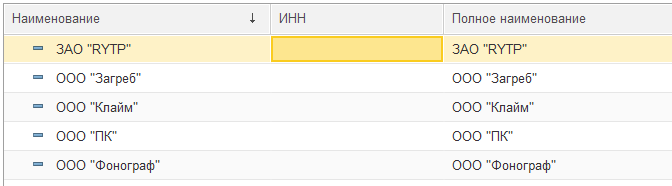 Наименование ↓ ИНН Полное наименование
ЗАО "RYTP" ЗАО "RYTP"
ООО "Загреб" ООО "Загреб"
ООО "Клайм" ООО "Клайм"
ООО "ПК" ООО "ПК"
ООО "Фонограф" ООО "Фонограф"